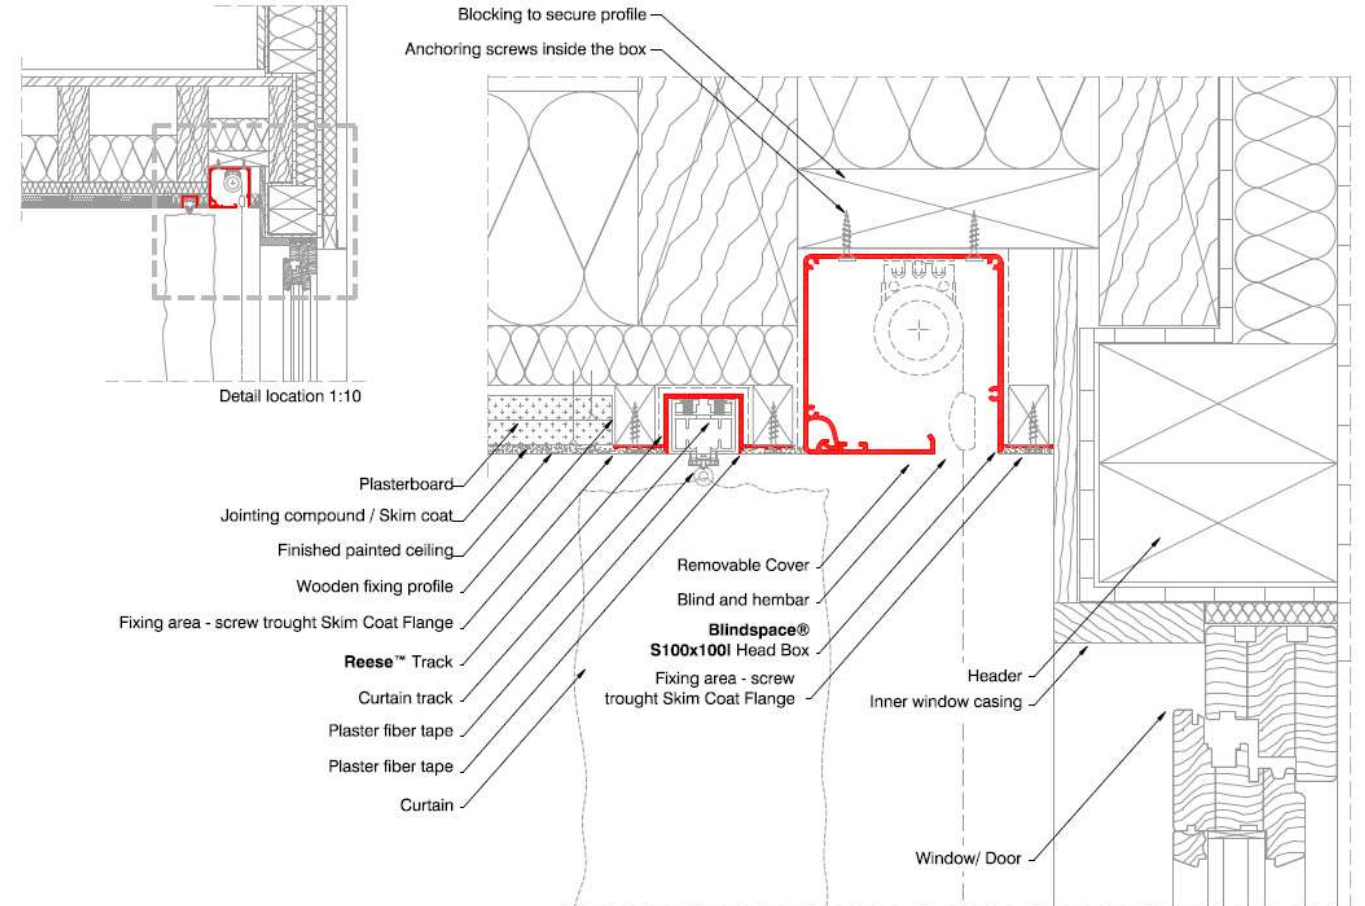 Blocking to secure profile
Anchoring screws inside the box
Detail location 1:10
Plasterboard
Jointing compound / Skim coat
Finished painted ceiling
Wooden fixing profile
Fixing area - screw trought Skim Coat Flange
Reese™ Track
Curtain track
Plaster fiber tape
Plaster fiber tape
Curtain
Removable Cover
Blind and hembar
Blindspace®
S100x100I Head Box
Fixing area - screw
trought Skim Coat Flange
Header
Inner window casing
Window/ Door